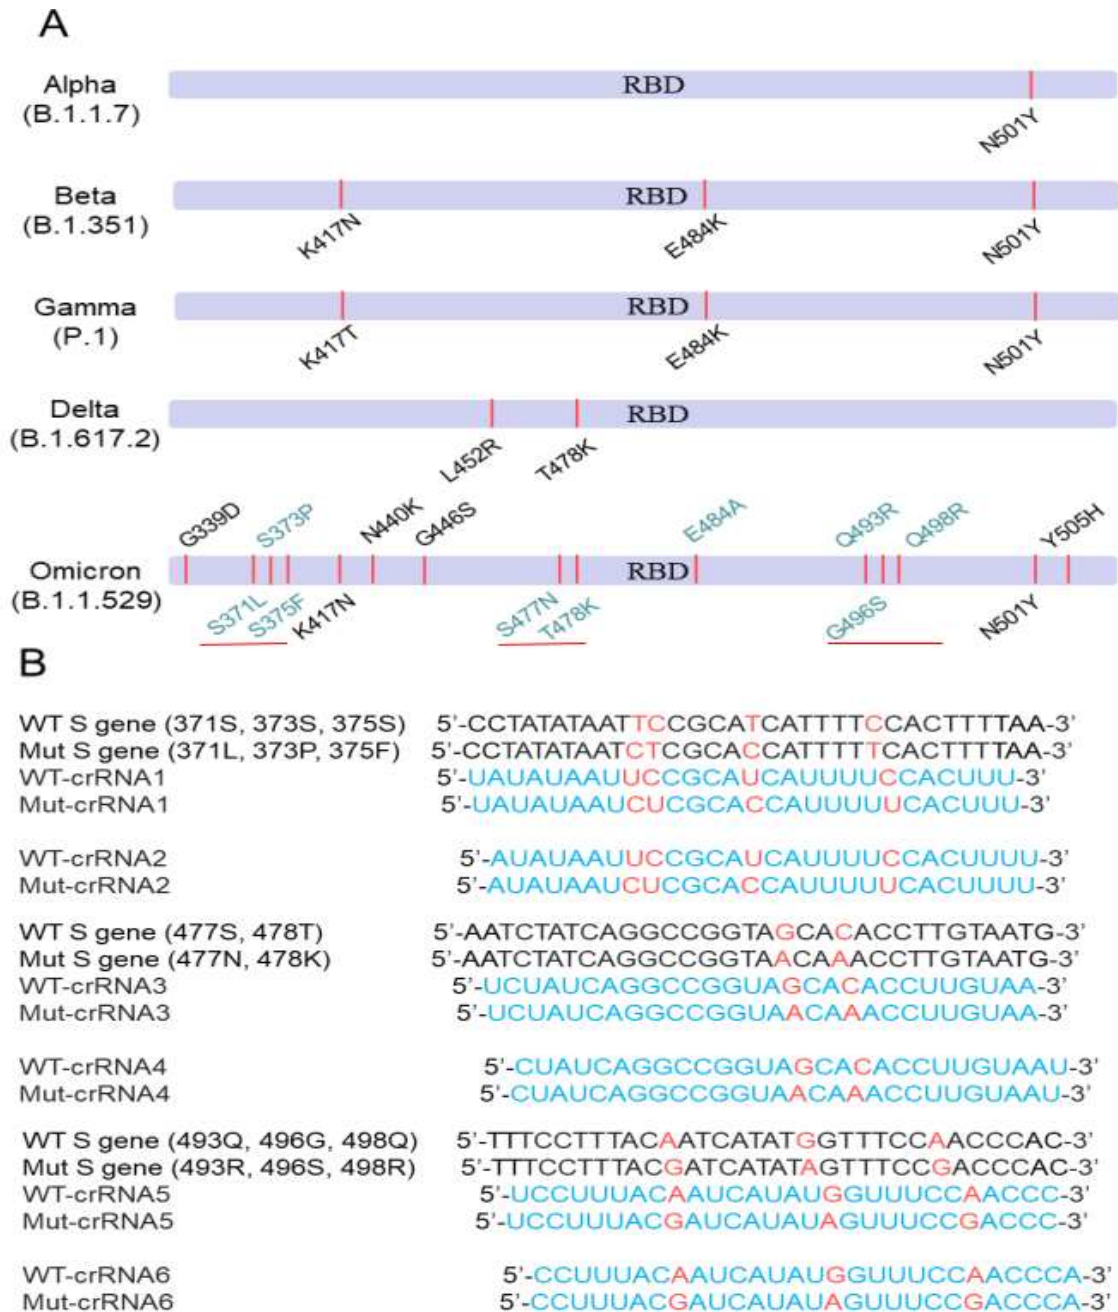 A
Alpha
(B.1.1.7)
RBD
N501Y
Beta
(B.1.351)
RBD
K417N
E484K
N501Y
Gamma
(P.1)
RBD
K417T
E484K
N501Y
Delta
(B.1.617.2)
RBD
L452R
T478K
G339D
S373P
N440K
G446S
E484A
Q493R
Q498R
Y505H
Omicron
(B.1.1.529)
RBD
S371L
S375F
K417N
S477N
T478K
G496S
N501Y
B
WT S gene (371S, 373S, 375S) 5'-CCTATATAATTCCGCATCATTTTCCACTTTTAA-3'
Mut S gene (371L, 373P, 375F) 5'-CCTATATAATCTCGCACCATTTTTCACTTTTAA-3'
WT-crRNA1 5'-UAUAUAAUUCCGCAUCAUUUUCCACUUU-3'
Mut-crRNA1 5'-UAUAUAAUCUCGCACCAUUUUUCACUUU-3'
WT-crRNA2 5'-AUAUAAUUCCGCAUCAUUUUCCACUUUU-3'
Mut-crRNA2 5'-AUAUAAUCUCGCACCAUUUUUCACUUUU-3'
WT S gene (477S, 478T) 5'-AATCTATCAGGCCGGTAGCACACCTTGTAATG-3'
Mut S gene (477N, 478K) 5'-AATCTATCAGGCCGGTAACAAACCTTGTAATG-3'
WT-crRNA3 5'-UCUAUCAGGCCGGUAGCACACCUUGUAA-3'
Mut-crRNA3 5'-UCUAUCAGGCCGGUAACAAACCUUGUAA-3'
WT-crRNA4 5'-CUAUCAGGCCGGUAGCACACCUUGUAAU-3'
Mut-crRNA4 5'-CUAUCAGGCCGGUAACAAACCUUGUAAU-3'
WT S gene (493Q, 496G, 498Q) 5'-TTTCCTTTACAATCATATGGTTTCCAACCCAC-3'
Mut S gene (493R, 496S, 498R) 5'-TTTCCTTTACGATCATATAGTTTCCGACCCAC-3'
WT-crRNA5 5'-UCCUUUACAAUCAUAUGGUUUCCAACCC-3'
Mut-crRNA5 5'-UCCUUUACGAUCAUAUAGUUUCCGACCC-3'
WT-crRNA6 5'-CCUUUACAAUCAUAUGGUUUCCAACCCA-3'
Mut-crRNA6 5'-CCUUUACGAUCAUAUAGUUUCCGACCCA-3'